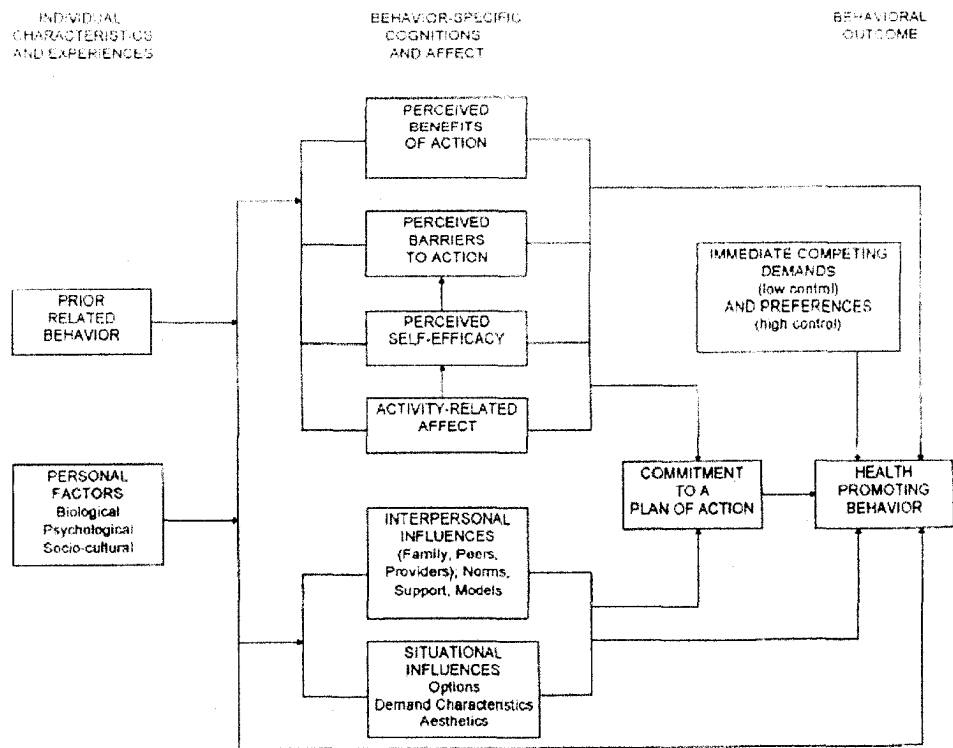 INDIVIDUAL
CHARACTERISTICS
AND EXPERIENCES
BEHAVIOR-SPECIFIC
COGNITIONS
AND AFFECT
BEHAVIORAL
OUTCOME
PERCEIVED
BENEFITS
OF ACTION
PERCEIVED
BARRIERS
TO ACTION
PERCEIVED
SELF-EFFICACY
ACTIVITY-RELATED
AFFECT
PRIOR
RELATED
BEHAVIOR
PERSONAL
FACTORS
Biological
Psychological
Socio-cultural
INTERPERSONAL
INFLUENCES
(Family, Peers,
Providers); Norms,
Support, Models
SITUATIONAL
INFLUENCES
Options
Demand Characteristics
Aesthetics
IMMEDIATE COMPETING
DEMANDS
(low control)
AND PREFERENCES
(high control)
COMMITMENT
TO A
PLAN OF ACTION
HEALTH
PROMOTING
BEHAVIOR